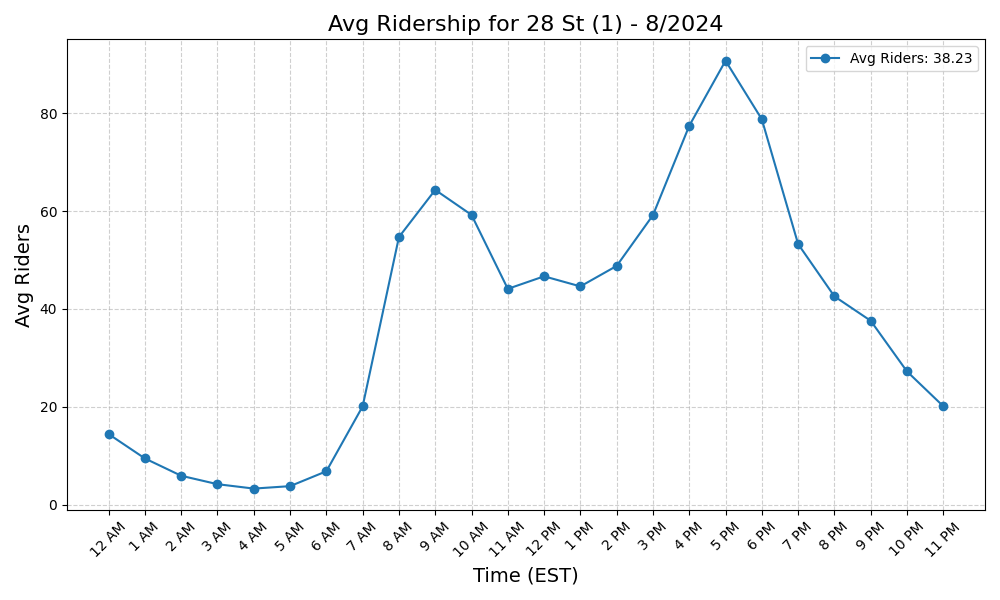 Avg Ridership for 28 St (1) - 8/2024
Avg Riders: 38.23
Avg Riders
80
60
40
20
0
12 AM
1 AM
2 AM
3 AM
4 AM
5 AM
6 AM
7 AM
8 AM
9 AM
10 AM
11 AM
12 PM
1 PM
2 PM
3 PM
4 PM
5 PM
6 PM
7 PM
8 PM
9 PM
10 PM
11 PM
Time (EST)